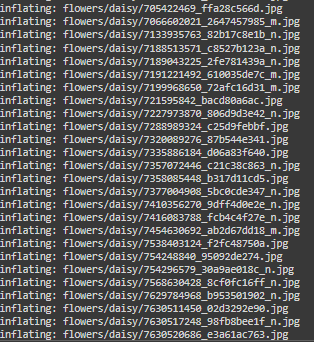 inflating: flowers/daisy/705422469_ffa28c566d.jpg
inflating: flowers/daisy/7066602021_2647457985_m.jpg
inflating: flowers/daisy/7133935763_82b17c8e1b_n.jpg
inflating: flowers/daisy/7188513571_c8527b123a_n.jpg
inflating: flowers/daisy/7189043225_2fe781439a_n.jpg
inflating: flowers/daisy/7191221492_610035de7c_m.jpg
inflating: flowers/daisy/7199968650_72afc16d31_m.jpg
inflating: flowers/daisy/721595842_bacd80a6ac.jpg
inflating: flowers/daisy/7227973870_806d9d3e42_n.jpg
inflating: flowers/daisy/7288989324_c25d9febbf.jpg
inflating: flowers/daisy/7320089276_87b544e341.jpg
inflating: flowers/daisy/7335886184_d06a83f640.jpg
inflating: flowers/daisy/7357072446_c21c38c863_n.jpg
inflating: flowers/daisy/7358085448_b317d11cd5.jpg
inflating: flowers/daisy/7377004908_5bc0cde347_n.jpg
inflating: flowers/daisy/7410356270_9dff4d0e2e_n.jpg
inflating: flowers/daisy/7416083788_fcb4c4f27e_n.jpg
inflating: flowers/daisy/7454630692_ab2d67dd18_m.jpg
inflating: flowers/daisy/7538403124_f2fc48750a.jpg
inflating: flowers/daisy/754248840_95092de274.jpg
inflating: flowers/daisy/754296579_30a9ae018c_n.jpg
inflating: flowers/daisy/7568630428_8cf0fc16ff_n.jpg
inflating: flowers/daisy/7629784968_b953501902_n.jpg
inflating: flowers/daisy/7630511450_02d3292e90.jpg
inflating: flowers/daisy/7630517248_98fb8bee1f_n.jpg
inflating: flowers/daisy/7630520686_e3a61ac763.jpg